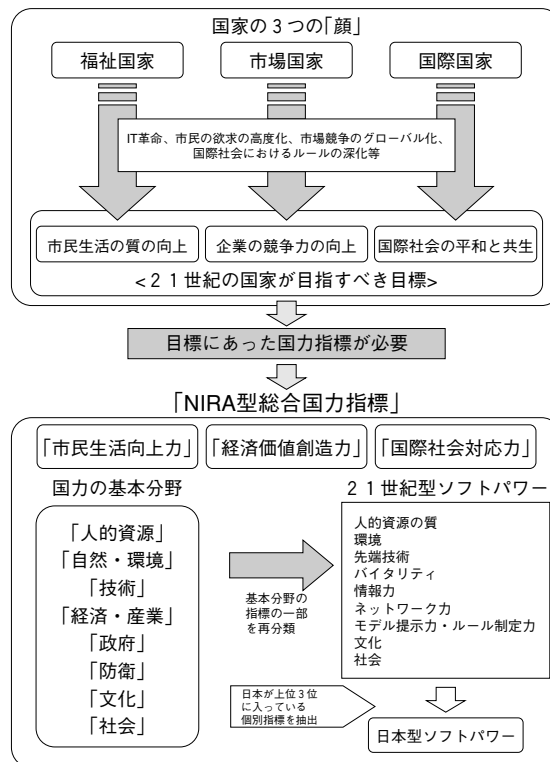 国家の３つの「顔」
福祉国家
市場国家
国際国家
IT革命、市民の欲求の高度化、市場競争のグローバル化、
国際社会におけるルールの深化等
市民生活の質の向上
企業の競争力の向上
国際社会の平和と共生
<２１世紀の国家が目指すべき目標>
目標にあった国力指標が必要
「NIRA型総合国力指標」
「市民生活向上力」
「経済価値創造力」
「国際社会対応力」
国力の基本分野
２１世紀型ソフトパワー
「人的資源」
「自然・環境」
「技術」
「経済・産業」
「政府」
「防衛」
「文化」
「社会」
基本分野の
指標の一部
を再分類
人的資源の質
環境
先端技術
バイタリティ
情報力
ネットワーク力
モデル提示力・ルール制定力
文化
社会
日本が上位３位
に入っている
個別指標を抽出
日本型ソフトパワー